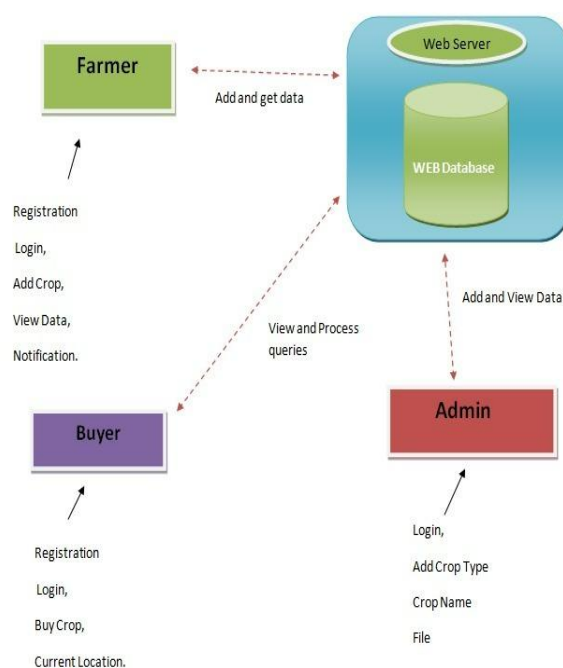 Farmer
Web Server
WEB Database
Add and get data
Registration
Login,
Add Crop,
View Data,
Notification.
Add and View Data
View and Process
queries
Buyer
Admin
Registration
Login,
Buy Crop,
Current Location.
Login,
Add Crop Type
Crop Name
File